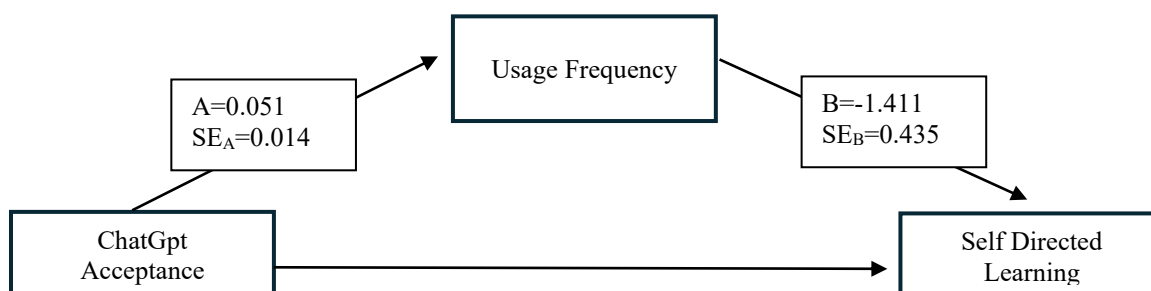 Usage Frequency
A=0.051
SEA=0.014
B=-1.411
SEB=0.435
ChatGpt
Acceptance
Self Directed
Learning